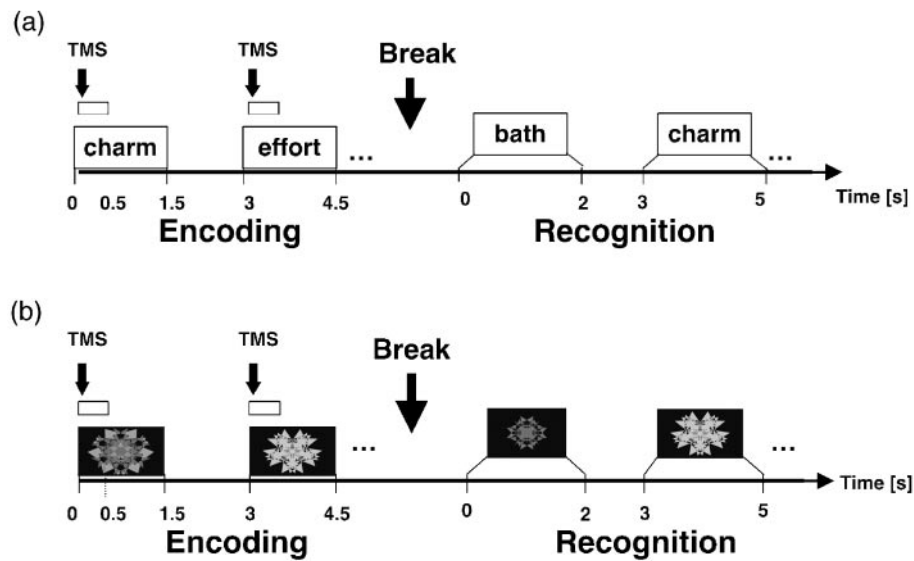 (a)
TMS TMS Break
charm effort ... bath charm ...
0 0.5 1.5 3 4.5 0 2 3 5 Time [s]
Encoding Recognition
(b)
TMS TMS Break
... ...
0 0.5 1.5 3 4.5 0 2 3 5 Time [s]
Encoding Recognition